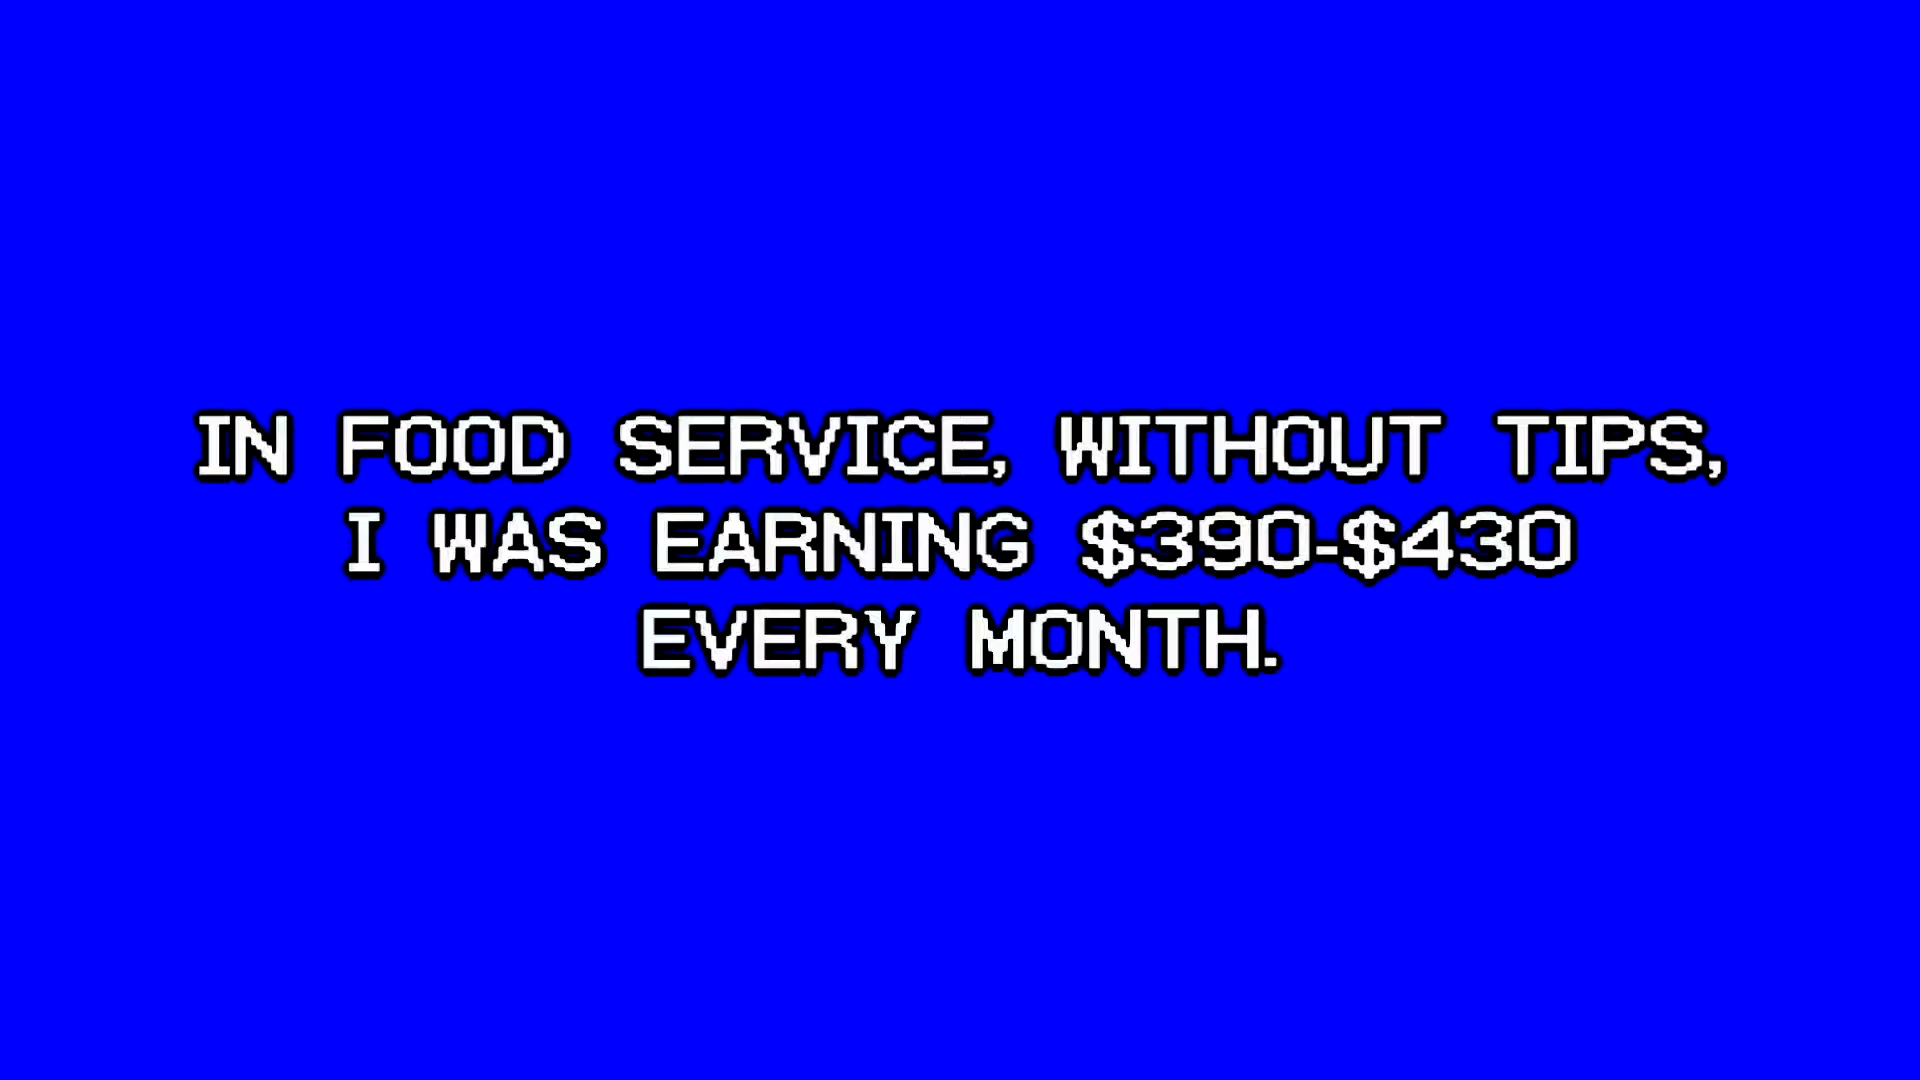 IN FOOD SERVICE, WITHOUT TIPS,
I WAS EARNING $390-$430
EVERY MONTH.